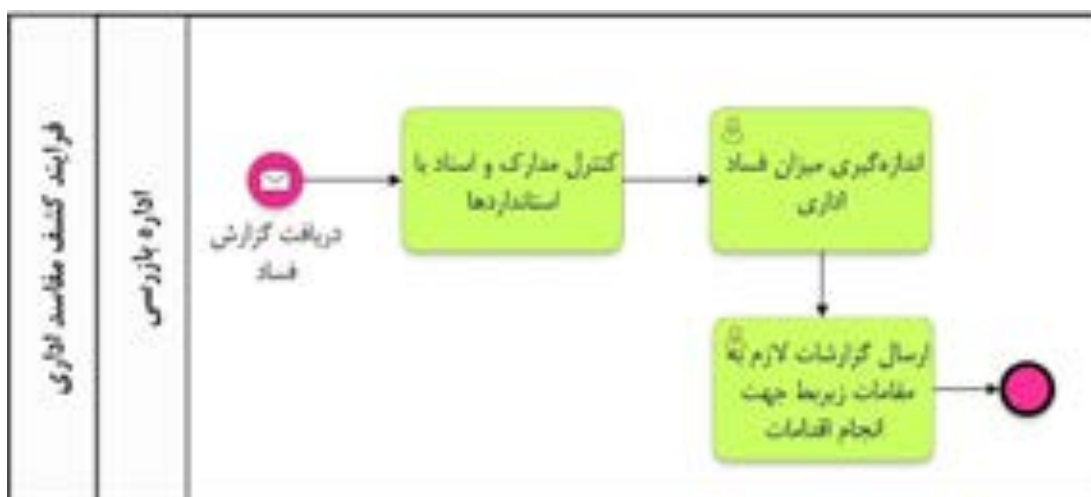 فرایند کشف مفاسد اداری
اداره بازرسی
دریافت گزارش
فساد
کنترل مدارک و اسناد با
استانداردها
اندازه‌گیری میزان فساد
اداری
ارسال گزارشات لازم به
مقامات زیربط جهت
انجام اقدامات